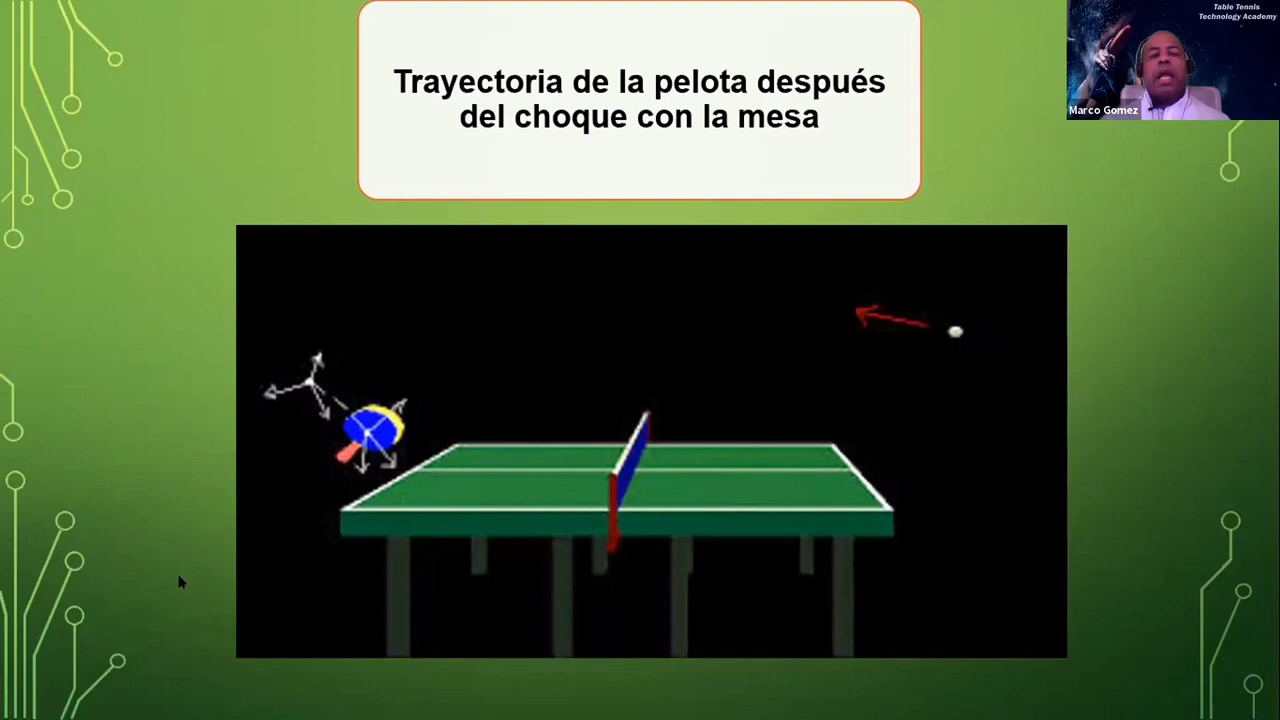 Trayectoria de la pelota después
del choque con la mesa
Table Tennis
Technology Academy
Marco Gomez